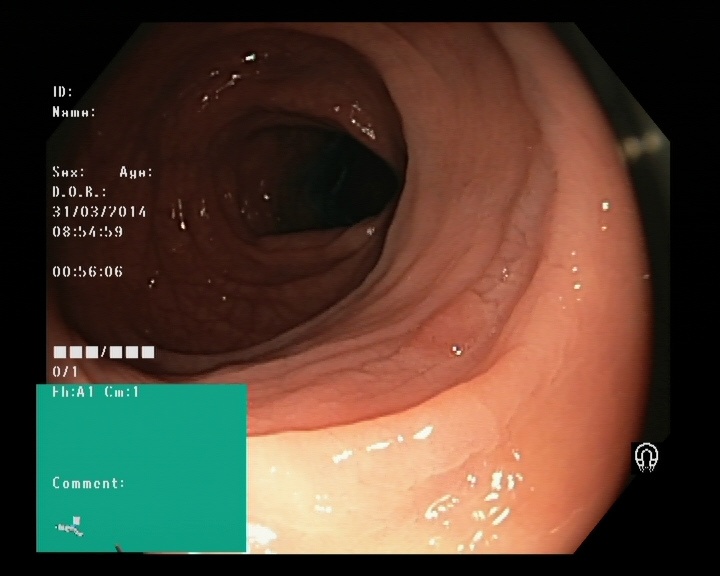 ID:
Name:
Sex: Age:
D.O.B.:
31/03/2014
08:54:59
00:56:06
■■■/■■■
0/1
Eh:A1 Cm:1
Comment: